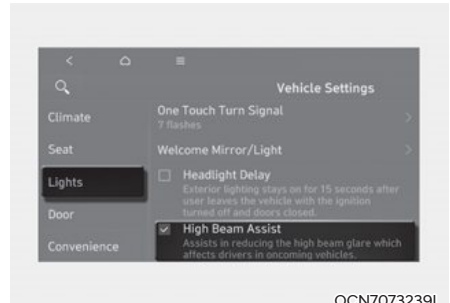 Vehicle Settings
Climate
Seat
Lights
Door
Convenience
One Touch Turn Signal
7 flashes
Welcome Mirror/Light
Headlight Delay
Exterior lighting stays on for 15 seconds after
user leaves the vehicle with the ignition
turned off and doors closed.
High Beam Assist
Assists in reducing the high beam glare which
affects drivers in oncoming vehicles.
OCN7073239L